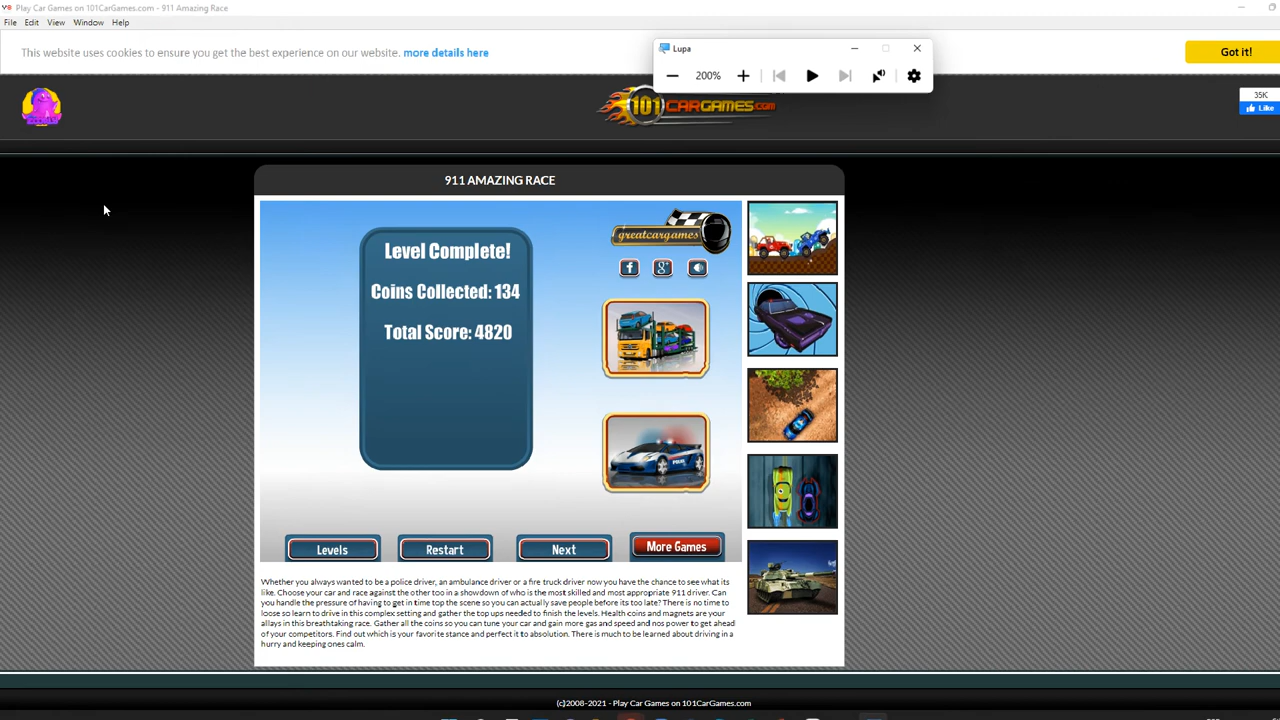 Play Car Games on 101CarGames.com - 911 Amazing Race
File Edit View Window Help
This website uses cookies to ensure you get the best experience on our website. more details here
Got it!
Lupa
200%
101CARGAMES.COM
35K
Like
911 AMAZING RACE
Level Complete!
Coins Collected: 134
Total Score: 4820
greatcargames
f
g+
POLICE
Levels
Restart
Next
More Games
Whether you always wanted to be a police driver, an ambulance driver or a fire truck driver now you have the chance to see what its
like. Choose your car and race against the other too in a showdown of who is the most skilled and most appropriate 911 driver. Can
you handle the pressure of having to get in time top the scene so you can actually save people before its too late? There is no time to
loose so learn to drive in this complex setting and gather the top ups needed to finish the levels. Health coins and magnets are your
allys in this breathtaking race. Gather all the coins so you can tune your car and gain more gas and speed and nos power to get ahead
of your competitors. Find out which is your favorite stance and perfect it to absolution. There is much to be learned about driving in a
hurry and keeping ones calm.
(c)2008-2021 - Play Car Games on 101CarGames.com